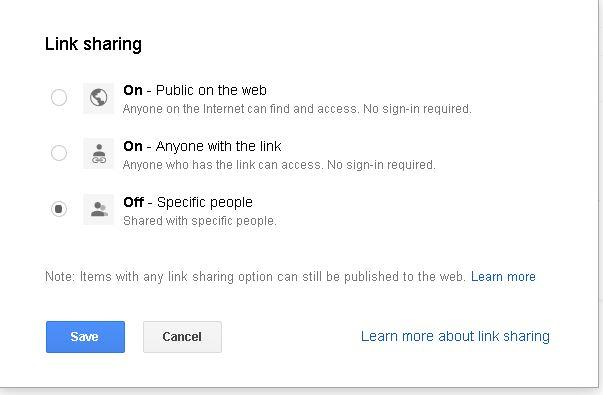 Link sharing
On - Public on the web
Anyone on the Internet can find and access. No sign-in required.
On - Anyone with the link
Anyone who has the link can access. No sign-in required.
Off - Specific people
Shared with specific people.
Note: Items with any link sharing option can still be published to the web. Learn more
Save Cancel Learn more about link sharing